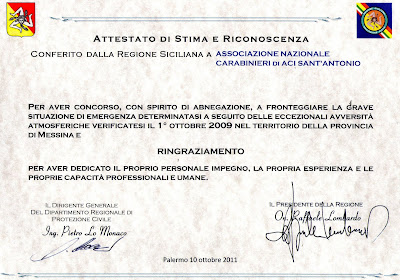 Attestato di Stima e Riconoscenza
Conferito dalla Regione Siciliana a ASSOCIAZIONE NAZIONALE
CARABINIERI DI ACI SANT'ANTONIO
Per aver concorso, con spirito di abnegazione, a fronteggiare la grave
situazione di emergenza determinatasi a seguito delle eccezionali avversità
atmosferiche verificatesi il 1° ottobre 2009 nel territorio della provincia
di Messina e
RINGRAZIAMENTO
per aver dedicato il proprio personale impegno, la propria esperienza e
le proprie capacità professionali e umane.
Il Dirigente Generale
Del Dipartimento Regionale di
Protezione Civile
Ing. Pietro Lo Monaco
Il Presidente della Regione
On. Raffaele Lombardo
Palermo 10 ottobre 2011